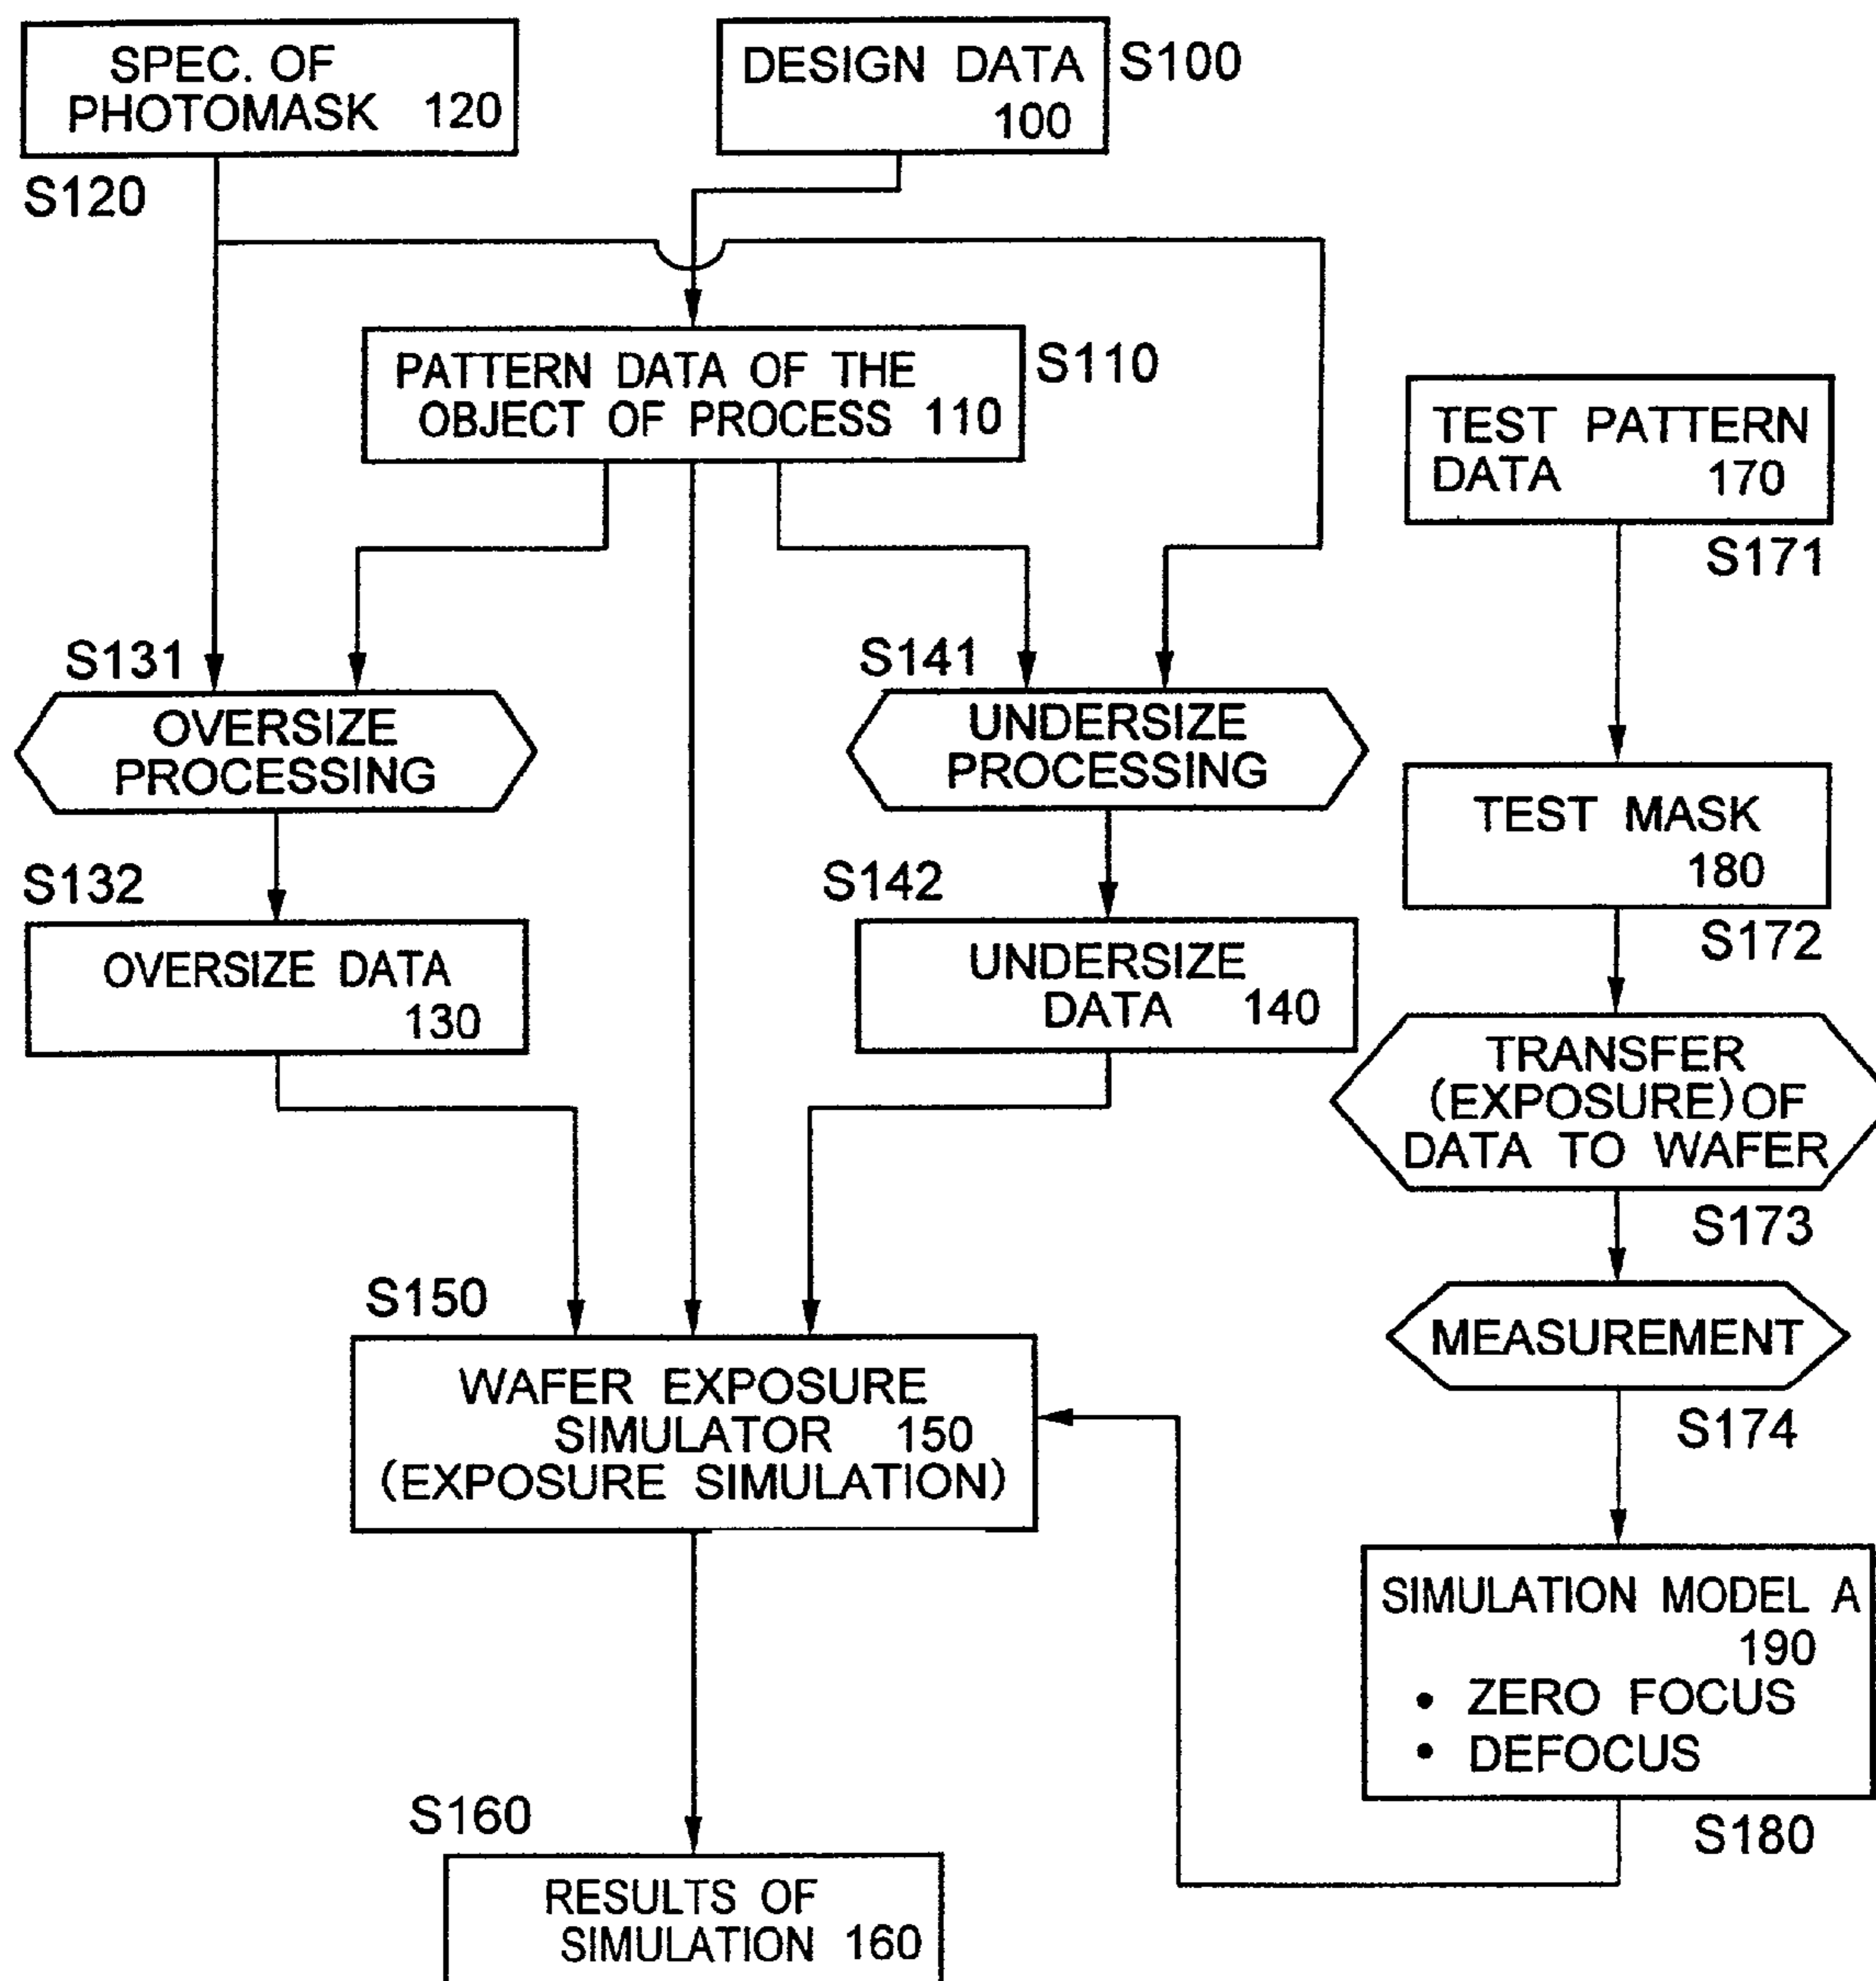 SPEC. OF
PHOTOMASK 120
S120
DESIGN DATA
100
S100
PATTERN DATA OF THE
OBJECT OF PROCESS 110
S110
TEST PATTERN
DATA 170
S171
S131
OVERSIZE
PROCESSING
S141
UNDERSIZE
PROCESSING
TEST MASK
180
S172
S132
OVERSIZE DATA
130
S142
UNDERSIZE
DATA 140
TRANSFER
(EXPOSURE) OF
DATA TO WAFER
S173
MEASUREMENT
S174
S150
WAFER EXPOSURE
SIMULATOR 150
(EXPOSURE SIMULATION)
SIMULATION MODEL A
190
• ZERO FOCUS
• DEFOCUS
S180
S160
RESULTS OF
SIMULATION 160